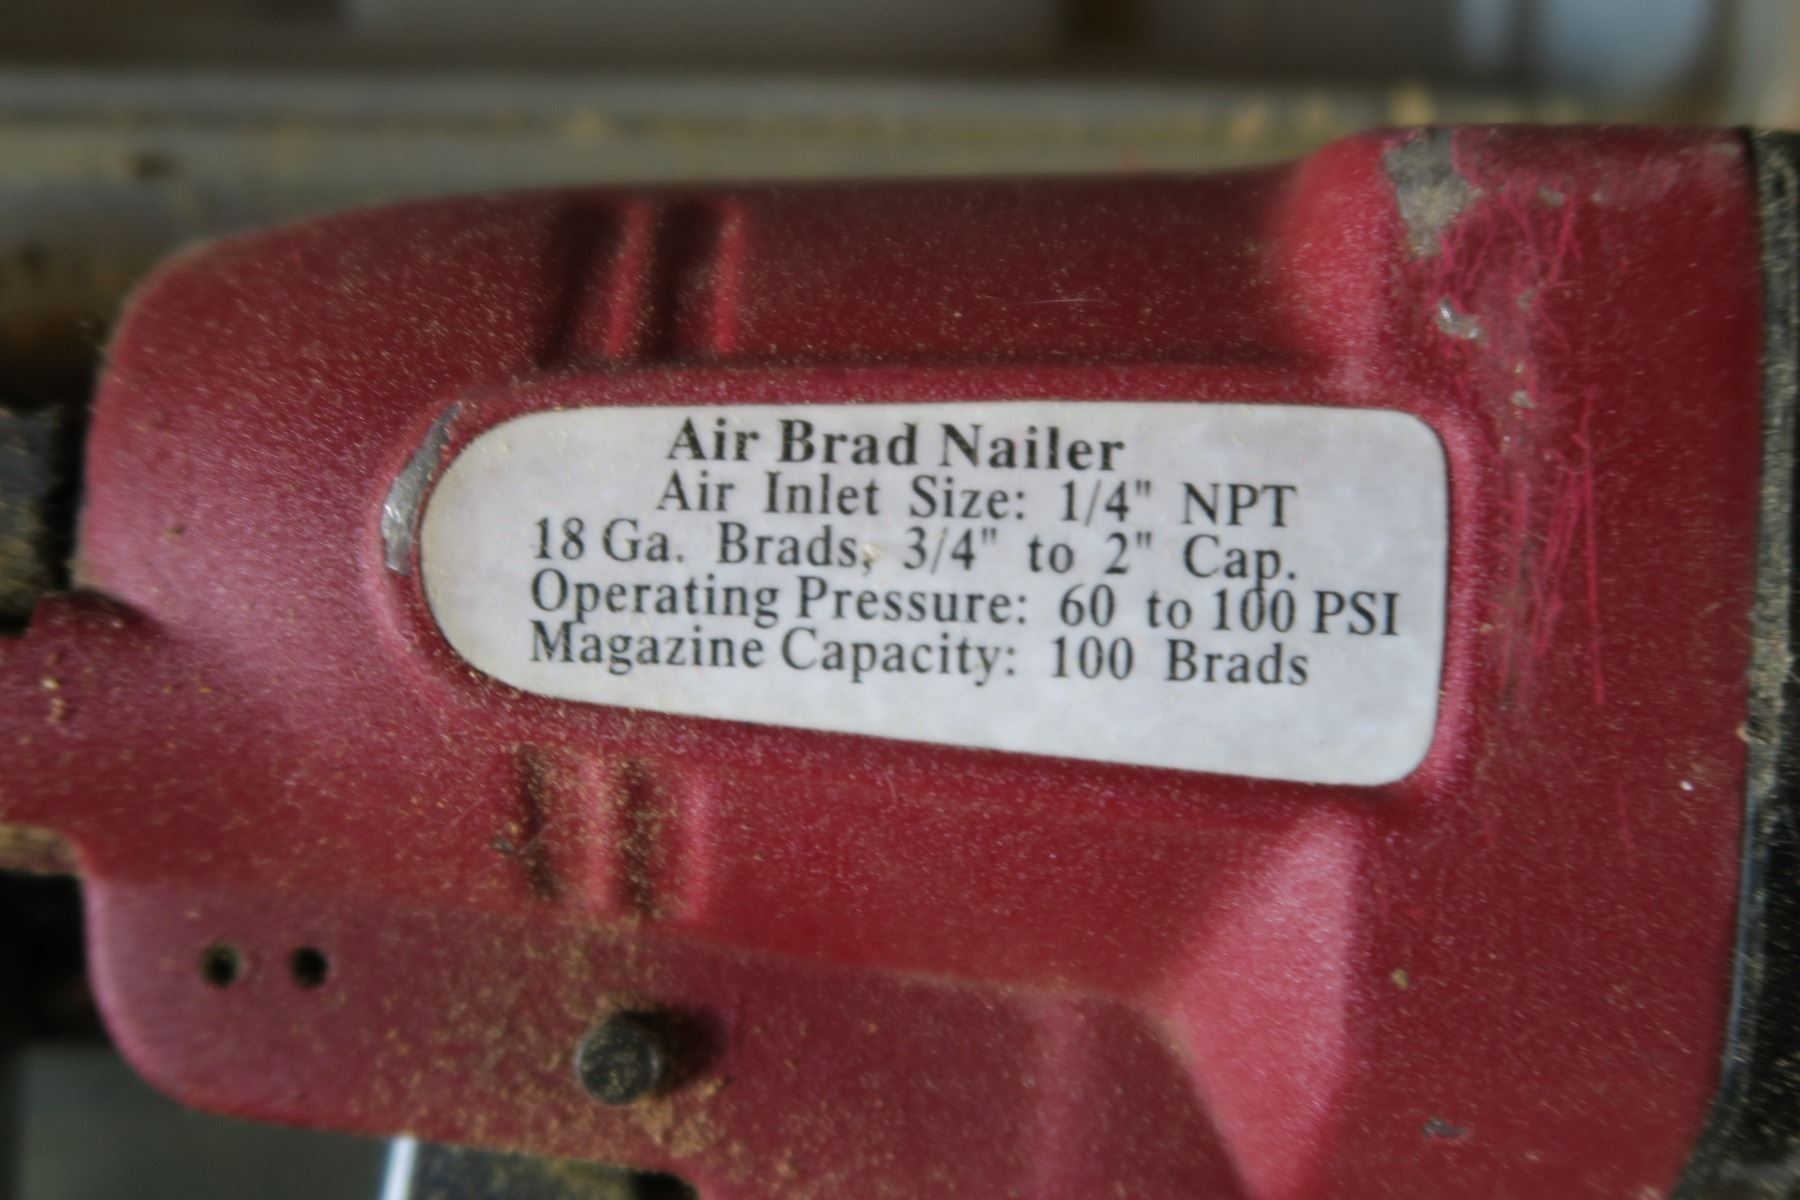 Air Brad Nailer
Air Inlet Size: 1/4" NPT
18 Ga. Brads, 3/4" to 2" Cap.
Operating Pressure: 60 to 100 PSI
Magazine Capacity: 100 Brads